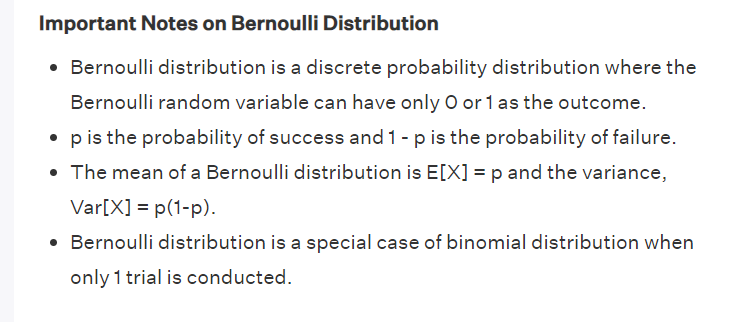 Important Notes on Bernoulli Distribution
• Bernoulli distribution is a discrete probability distribution where the
Bernoulli random variable can have only 0 or 1 as the outcome.
• p is the probability of success and 1 - p is the probability of failure.
• The mean of a Bernoulli distribution is E[X] = p and the variance,
Var[X] = p(1-p).
• Bernoulli distribution is a special case of binomial distribution when
only 1 trial is conducted.